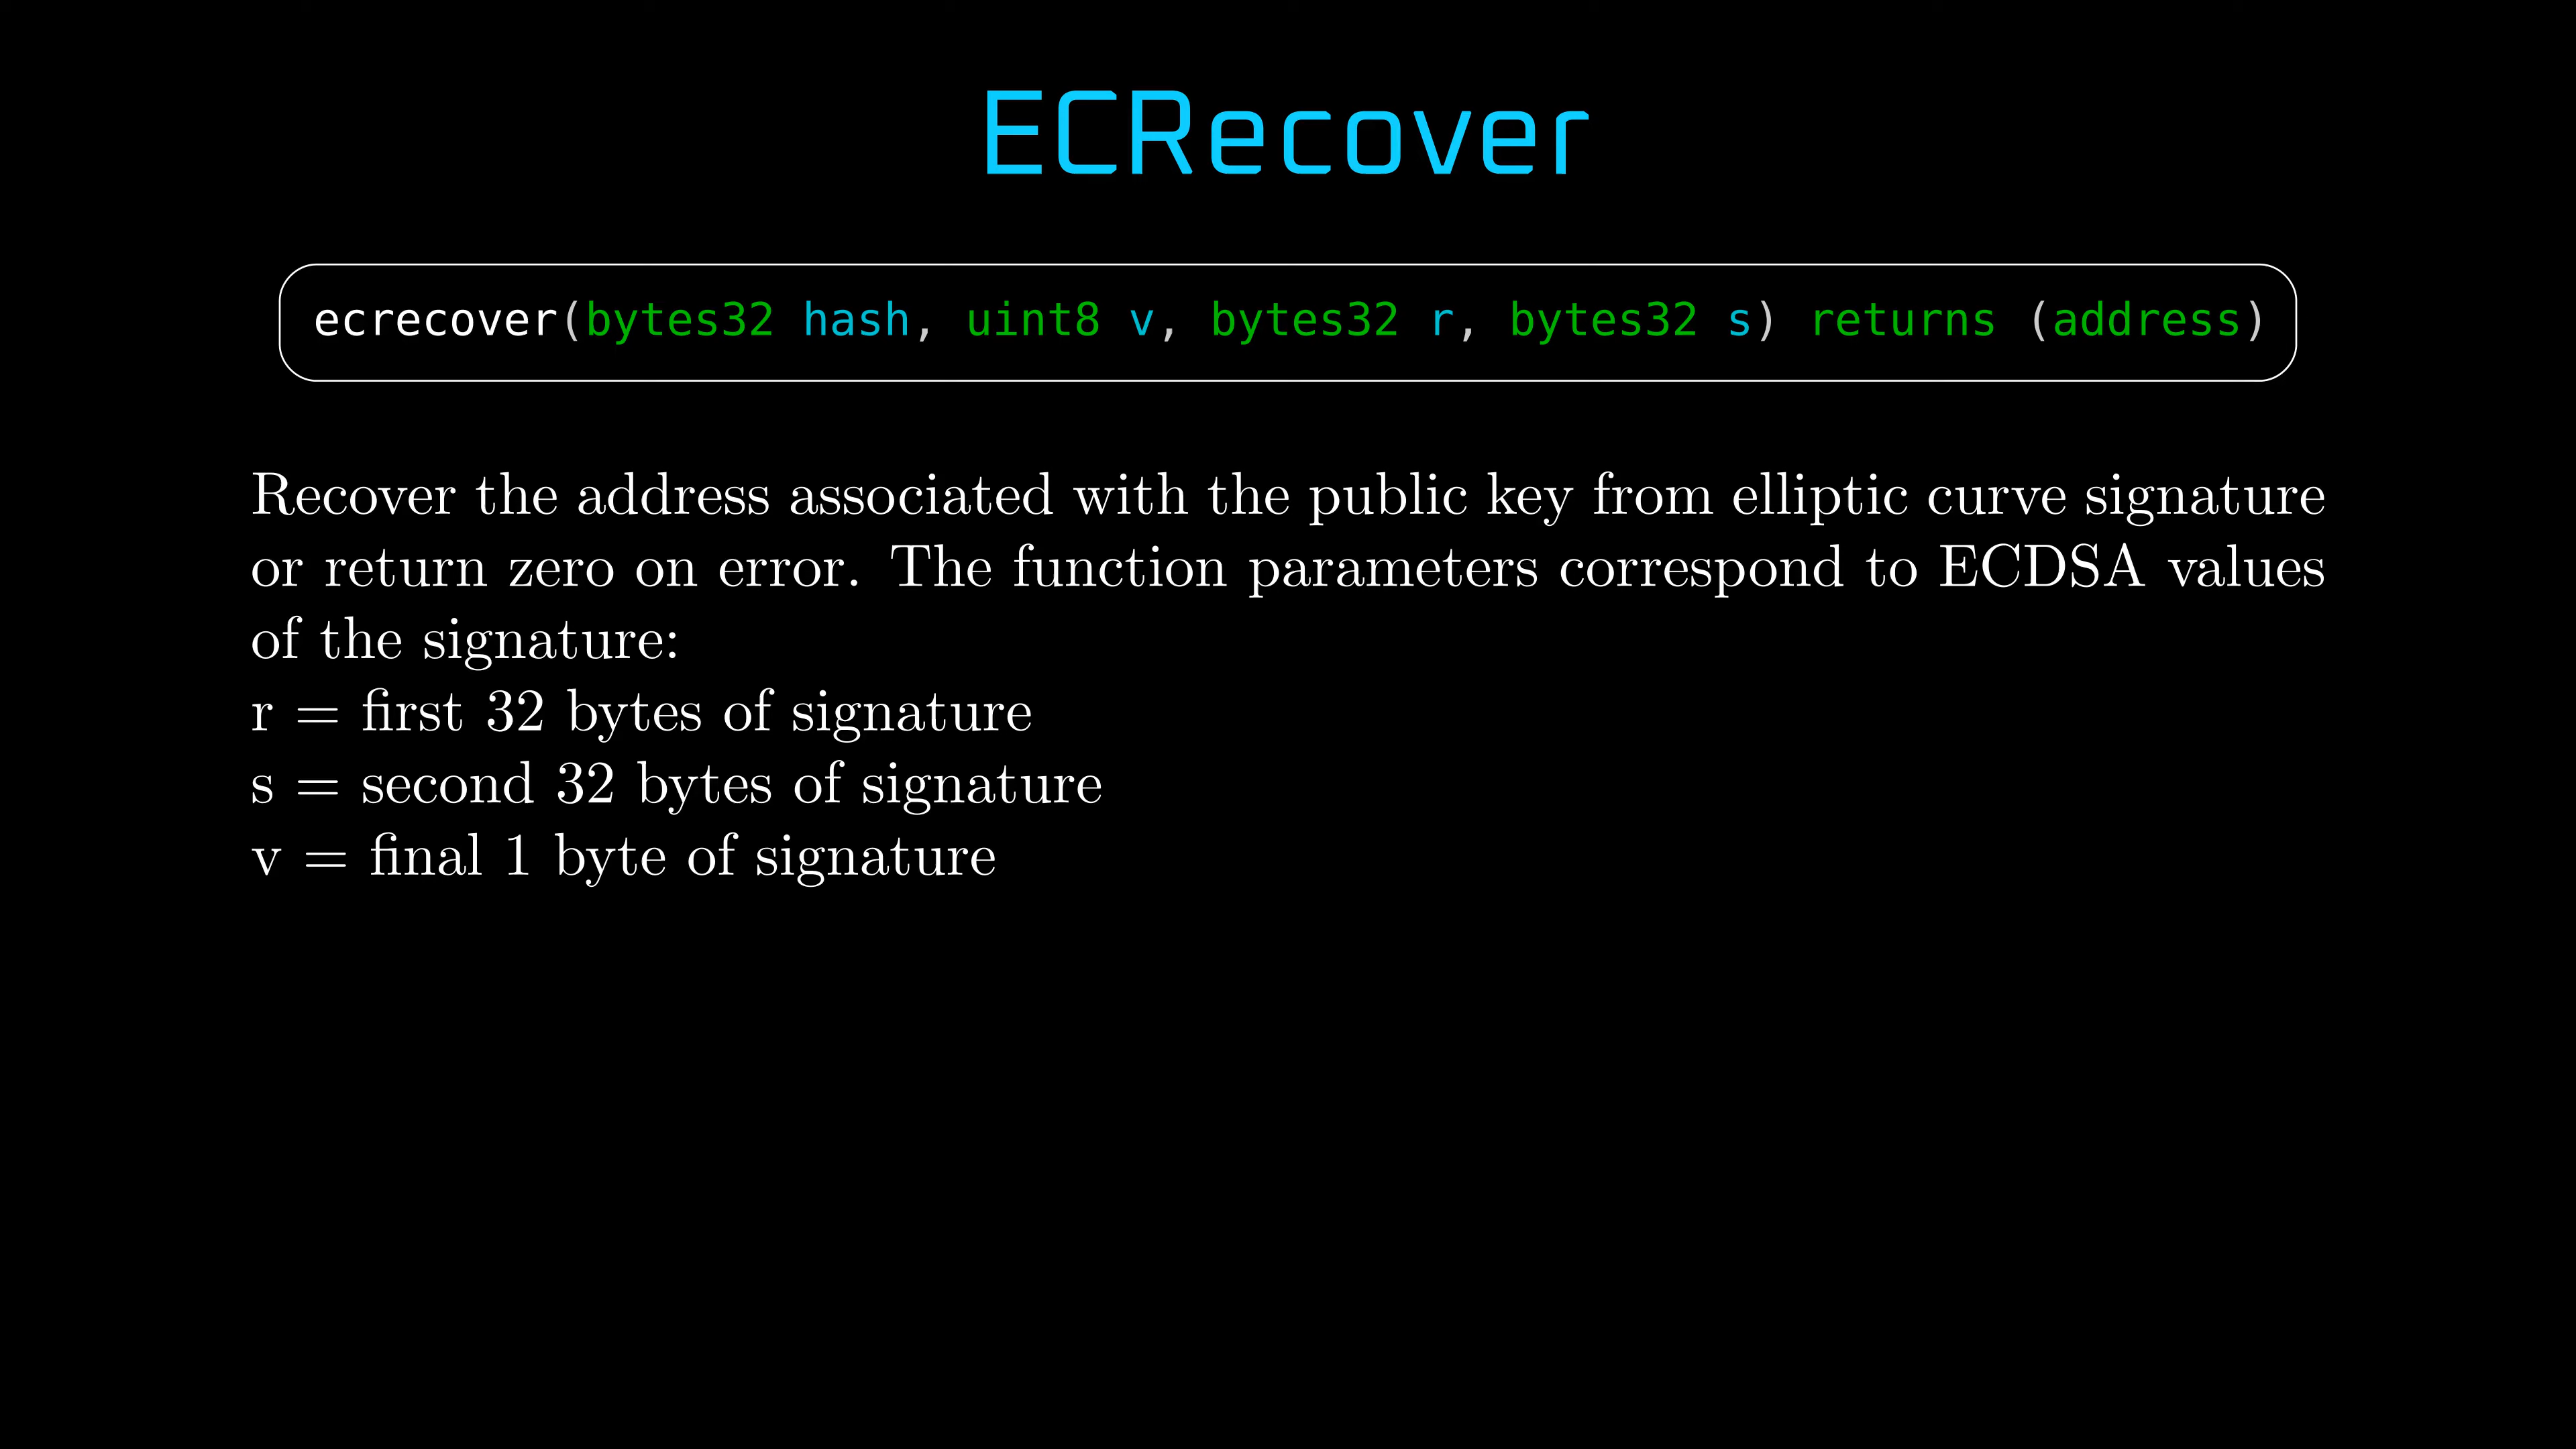 ECRecover
ecrecover(bytes32 hash, uint8 v, bytes32 r, bytes32 s) returns (address)
Recover the address associated with the public key from elliptic curve signature
or return zero on error. The function parameters correspond to ECDSA values
of the signature:
r = first 32 bytes of signature
s = second 32 bytes of signature
v = final 1 byte of signature